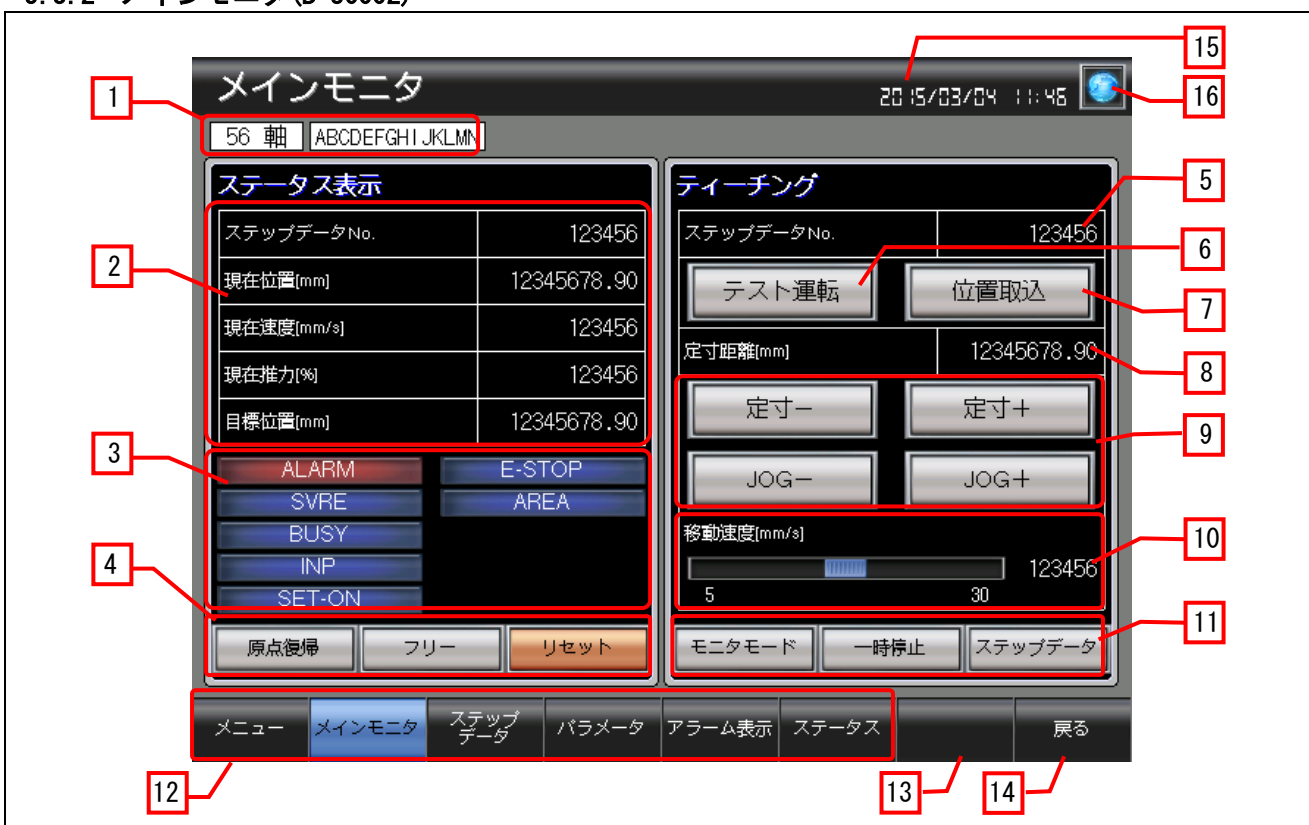 メインモニタ
2015/03/04 11:46
15
16
1
56 軸 ABCDEFGHIJKLMN
ステータス表示
ステップデータNo. 123456
現在位置[mm] 12345678.90
現在速度[mm/s] 123456
現在推力[%] 123456
目標位置[mm] 12345678.90
2
ALARM E-STOP
SVRE AREA
BUSY
INP
SET-ON
3
4
原点復帰 フリー リセット
ティーチング
ステップデータNo. 123456
5
テスト運転 位置取込
6
7
定寸距離[mm] 12345678.90
8
定寸- 定寸+
JOG- JOG+
9
移動速度[mm/s]
123456
5 30
10
モニタモード 一時停止 ステップデータ
11
メニュー メインモニタ ステップデータ パラメータ アラーム表示 ステータス 戻る
12
13
14